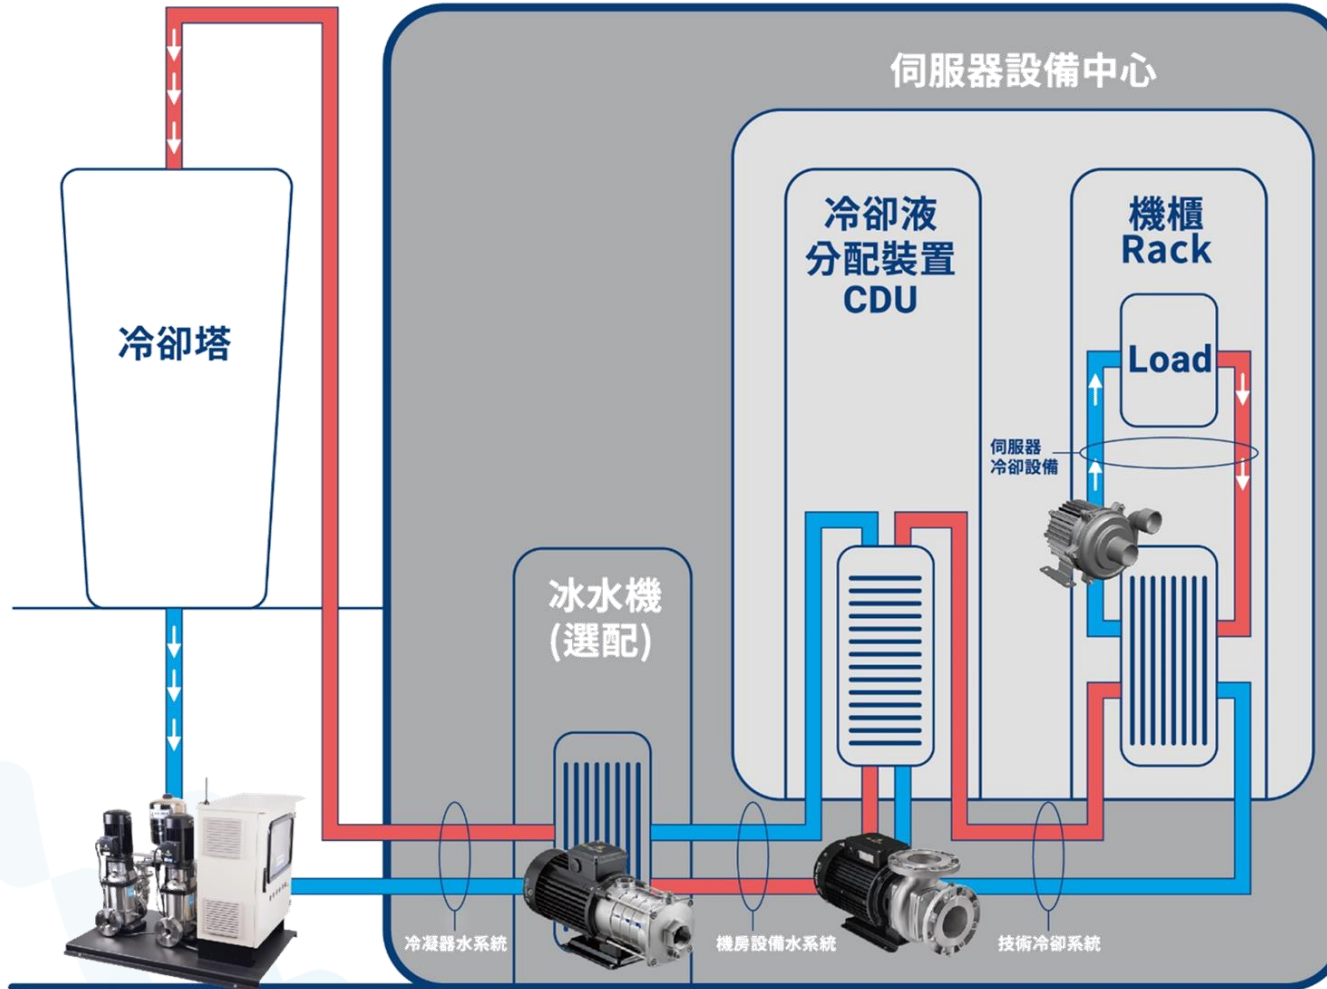 伺服器設備中心
冷卻液
分配裝置
CDU
機櫃
Rack
冷卻塔
Load
伺服器
冷卻設備
冰水機
(選配)
冷凝器水系統
機房設備水系統
技術冷卻系統